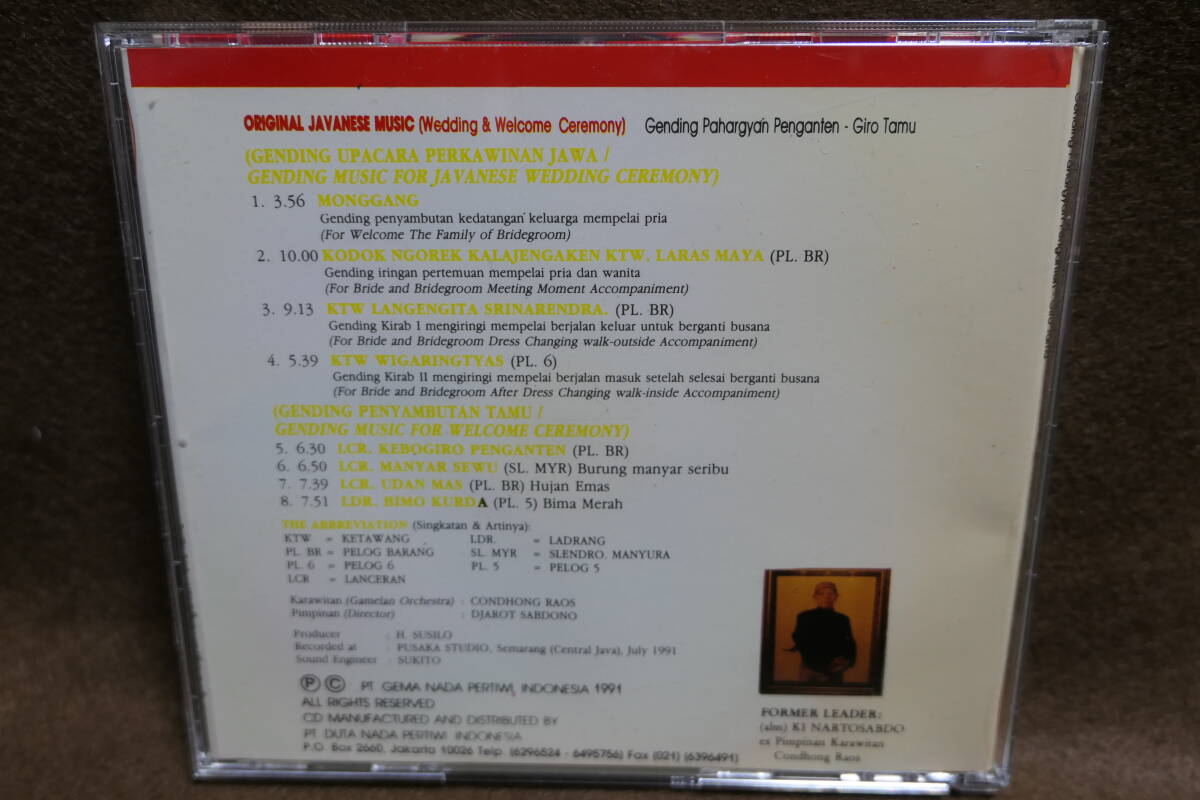 ORIGINAL JAVANESE MUSIC (Wedding & Welcome Ceremony) Gending Pahargyan Penganten - Giro Tamu
(GENDING UPACARA PERKAWINAN JAWA /
GENDING MUSIC FOR JAVANESE WEDDING CEREMONY)
1. 3.56 MONGGANG
Gending penyambutan kedatangan keluarga mempelai pria
(For Welcome The Family of Bridegroom)
2. 10.00 KODOK NGOREK KALAJENGAKEN KTW. LARAS MAYA (PL. BR)
Gending iringan pertemuan mempelai pria dan wanita
(For Bride and Bridegroom Meeting Moment Accompaniment)
3. 9.13 KTW LANGENGITA SRINARENDRA. (PL. BR)
Gending Kirab I mengiringi mempelai berjalan keluar untuk berganti busana
(For Bride and Bridegroom Dress Changing walk-outside Accompaniment)
4. 5.39 KTW WIGARINGTYAS (PL. 6)
Gending Kirab II mengiringi mempelai berjalan masuk setelah selesai berganti busana
(For Bride and Bridegroom After Dress Changing walk-inside Accompaniment)
(GENDING PENYAMBUTAN TAMU /
GENDING MUSIC FOR WELCOME CEREMONY)
5. 6.30 LCR. KEBOGIRO PENGANTEN (PL. BR)
6. 6.50 LCR. MANYAR SEWU (SL. MYR) Burung manyar seribu
7. 7.39 LCR. UDAN MAS (PL. BR) Hujan Emas
8. 7.51 LDR. BIMO KURDA (PL. 5) Bima Merah
THE ABBREVIATION (Singkatan & Artinya):
KTW = KETAWANG LDR. = LADRANG
PL. BR = PELOG BARANG SL. MYR = SLENDRO. MANYURA
PL. 6 = PELOG 6 PL. 5 = PELOG 5
LCR = LANCERAN
Karawitan (Gamelan Orchestra) : CONDHONG RAOS
Pimpinan (Director) : DJAROT SABDONO
Producer : H. SUSILO
Recorded at : PUSAKA STUDIO, Semarang (Central Java), July 1991
Sound Engineer : SUKITO
Ⓟ © PT GEMA NADA PERTIWI, INDONESIA 1991
ALL RIGHTS RESERVED
CD MANUFACTURED AND DISTRIBUTED BY
PT DUTA NADA PERTIWI INDONESIA
P.O. Box 2660, Jakarta 10026 Telp (6296524 - 6495756) Fax (021) (6396491)
FORMER LEADER:
(alm) KI NARTOSABDO
ex Pimpinan Karawitan
Condhong Raos